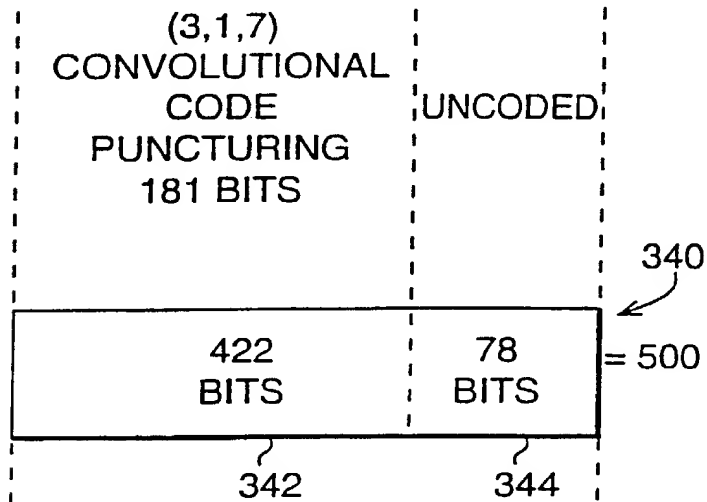 (3,1,7)
CONVOLUTIONAL
CODE
PUNCTURING
181 BITS
UNCODED
340
422
BITS
78
BITS
= 500
342
344